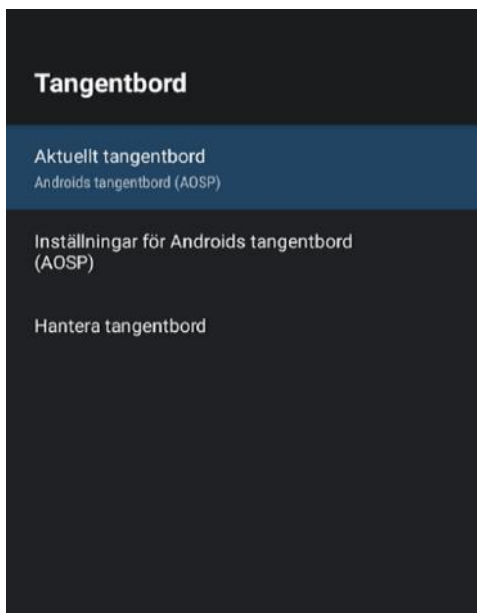 Tangentbord
Aktuellt tangentbord
Androids tangentbord (AOSP)
Inställningar för Androids tangentbord
(AOSP)
Hantera tangentbord